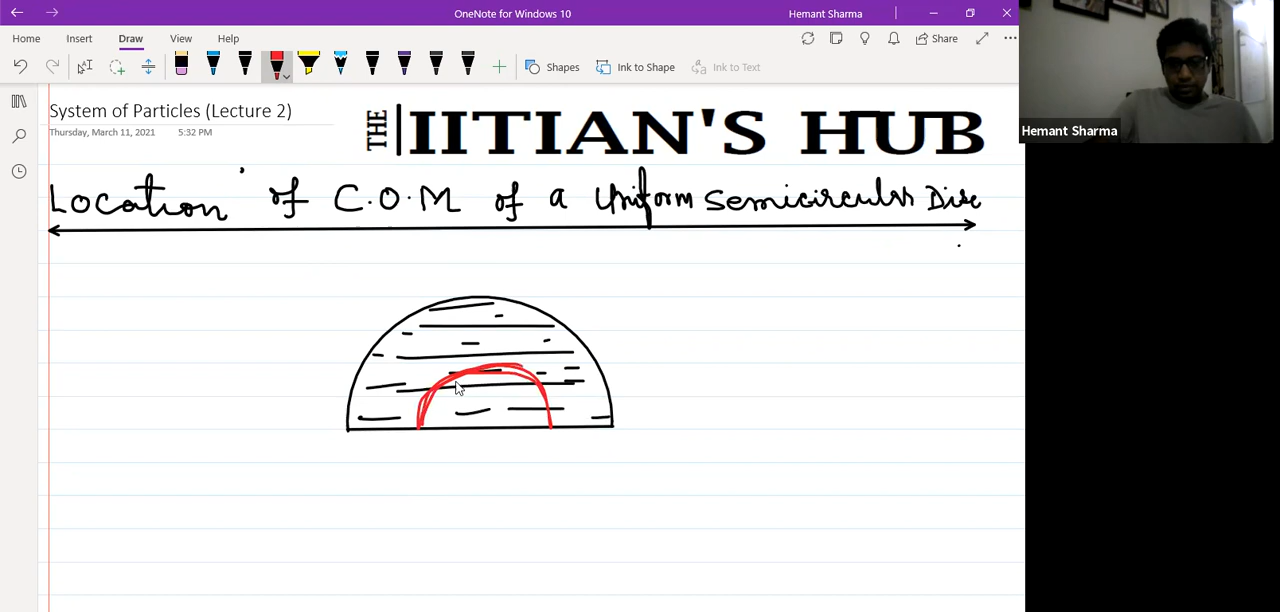 OneNote for Windows 10
Hemant Sharma
Home Insert Draw View Help
Share
Shapes Ink to Shape Ink to Text
System of Particles (Lecture 2)
Thursday, March 11, 2021 5:32 PM
THE IITIAN'S HUB
Hemant Sharma
Location of C.O.M of a Uniform Semicircular Disc